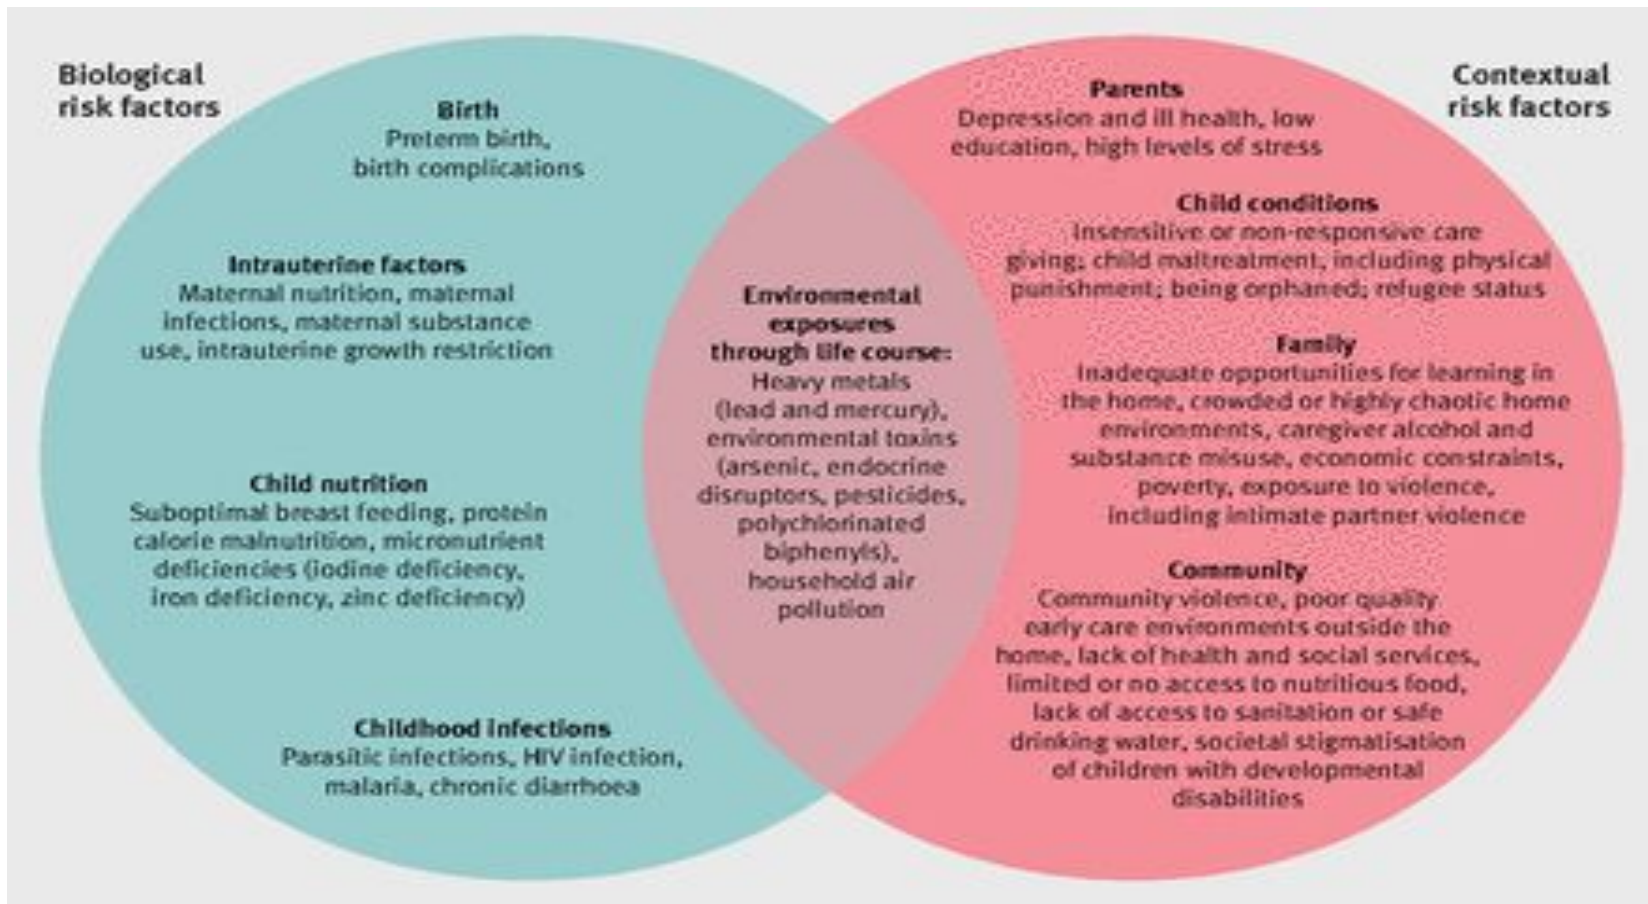 Biological
risk factors
Birth
Preterm birth,
birth complications
Intrauterine factors
Maternal nutrition, maternal
infections, maternal substance
use, intrauterine growth restriction
Child nutrition
Suboptimal breast feeding, protein
calorie malnutrition, micronutrient
deficiencies (iodine deficiency,
iron deficiency, zinc deficiency)
Childhood infections
Parasitic infections, HIV infection,
malaria, chronic diarrhoea
Environmental
exposures
through life course:
Heavy metals
(lead and mercury),
environmental toxins
(arsenic, endocrine
disruptors, pesticides,
polychlorinated
biphenyls),
household air
pollution
Contextual
risk factors
Parents
Depression and ill health, low
education, high levels of stress
Child conditions
Insensitive or non-responsive care
giving; child maltreatment, including physical
punishment; being orphaned; refugee status
Family
Inadequate opportunities for learning in
the home, crowded or highly chaotic home
environments, caregiver alcohol and
substance misuse, economic constraints,
poverty, exposure to violence,
including intimate partner violence
Community
Community violence, poor quality
early care environments outside the
home, lack of health and social services,
limited or no access to nutritious food,
lack of access to sanitation or safe
drinking water, societal stigmatisation
of children with developmental
disabilities